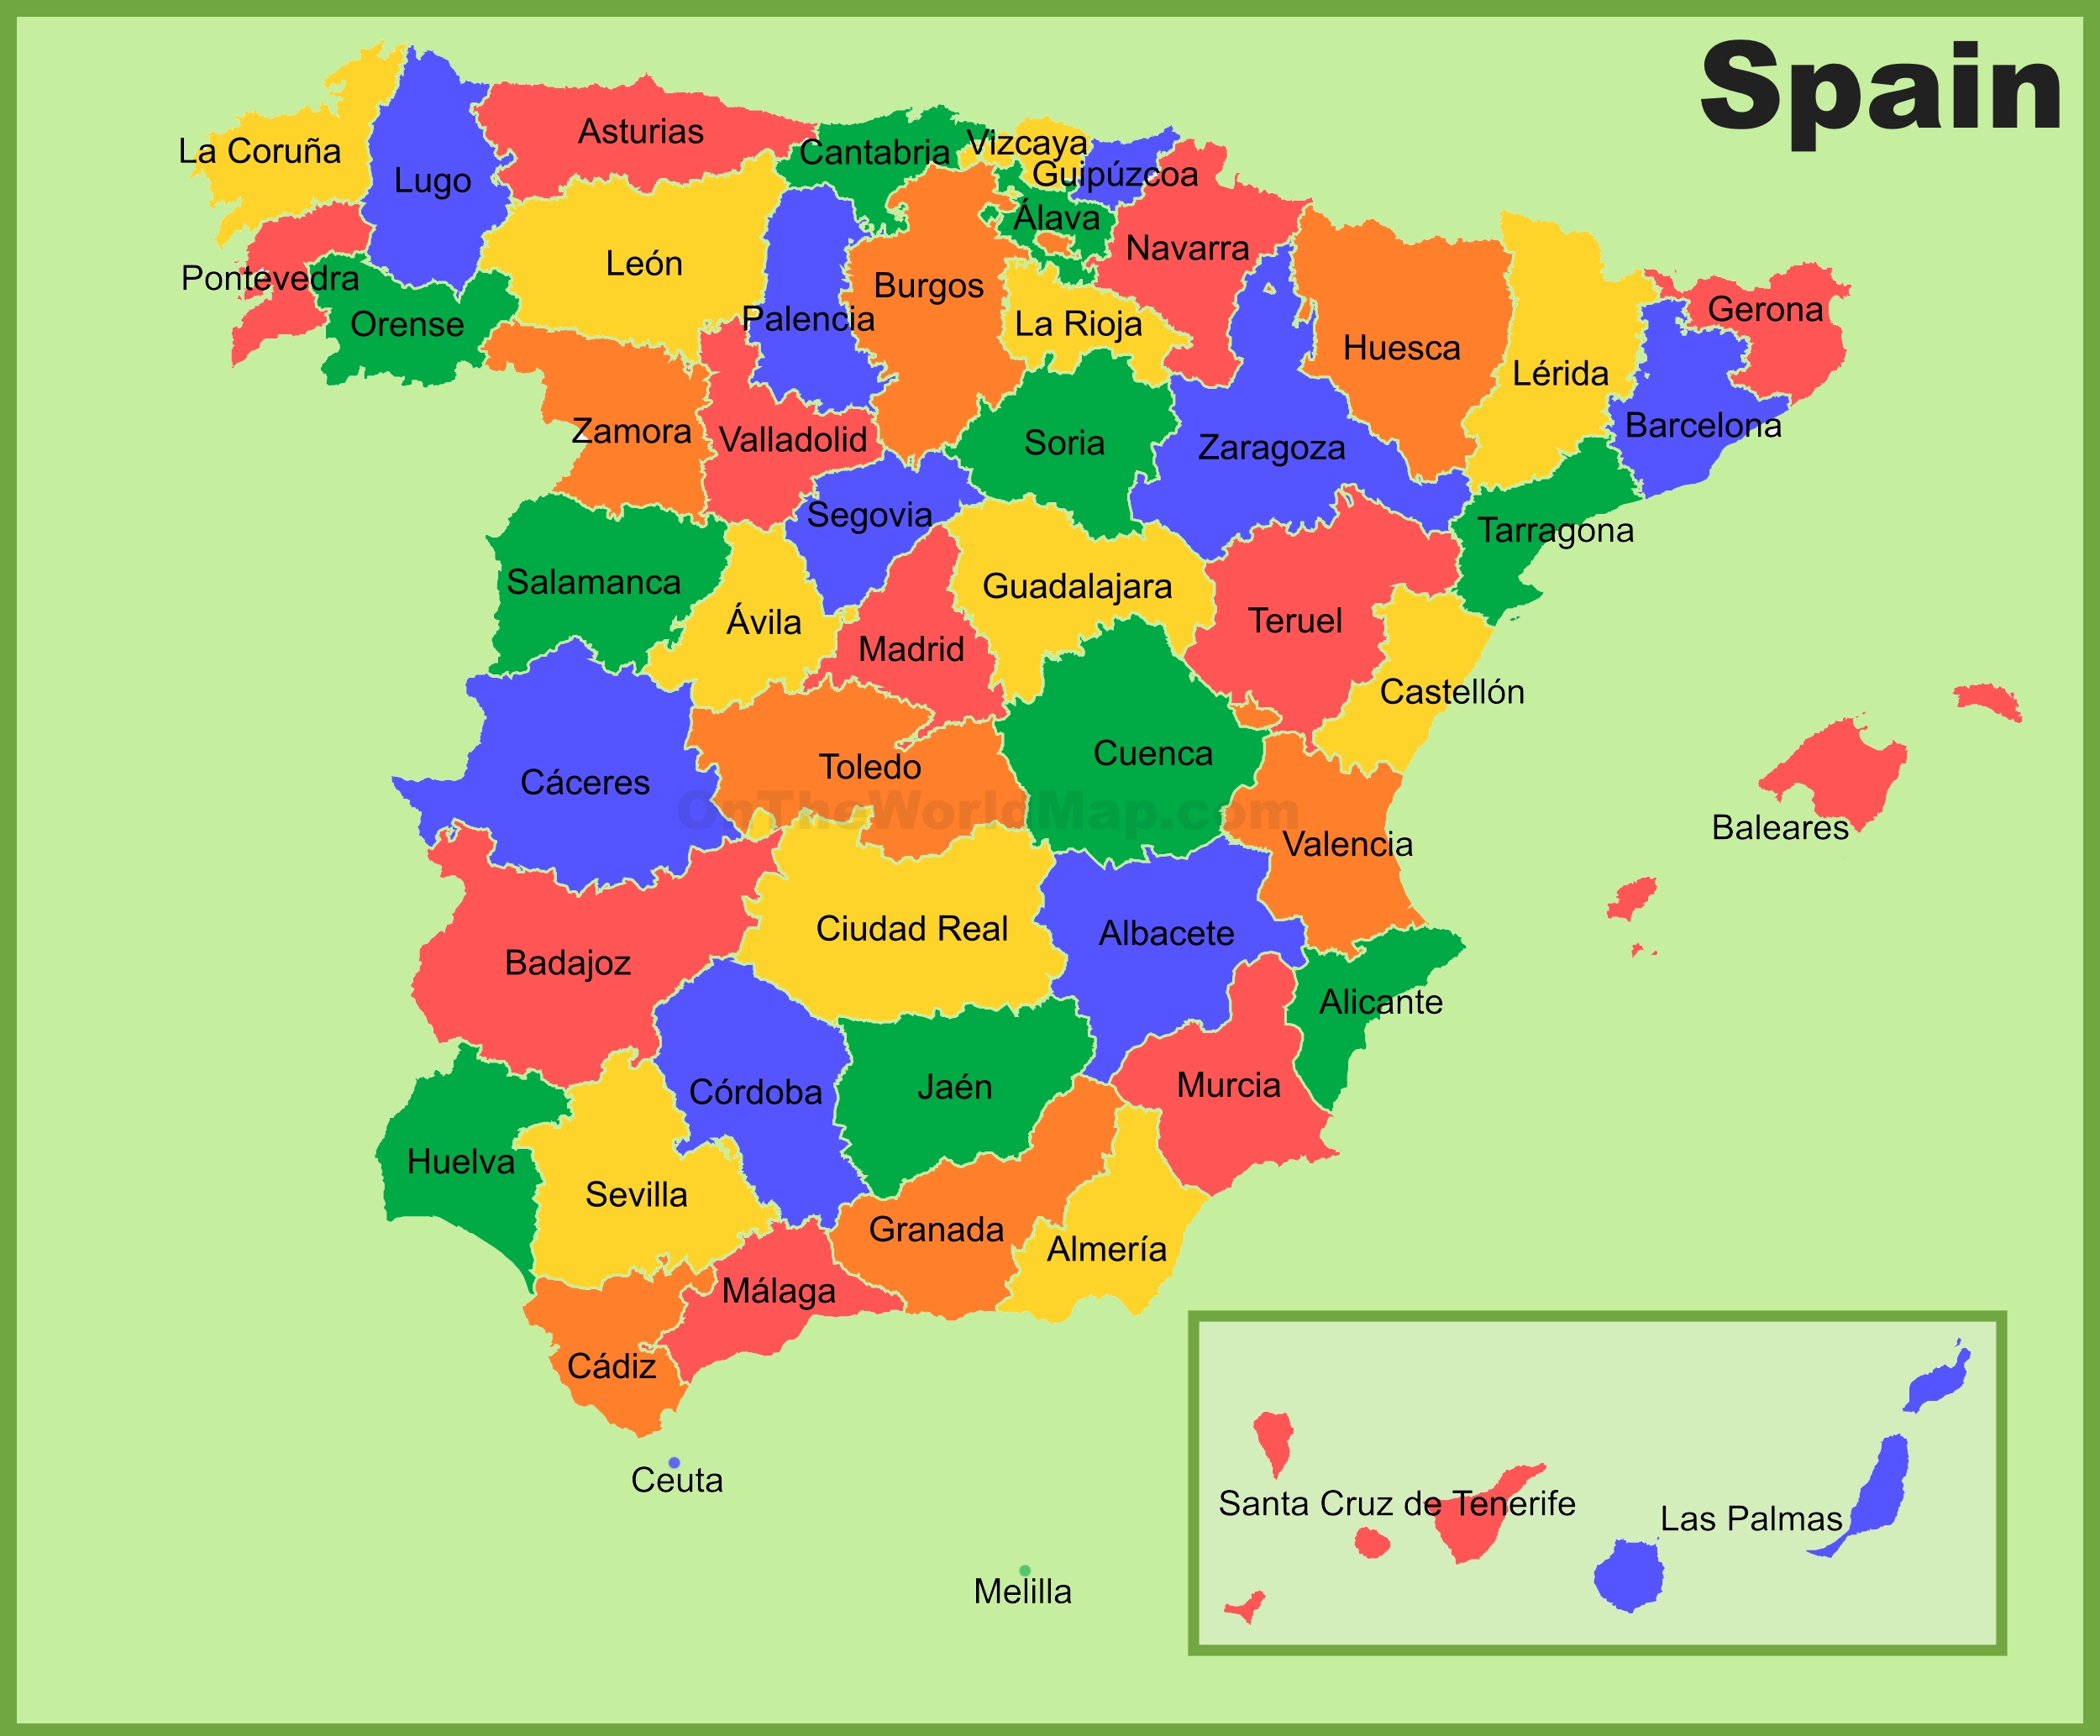 Spain
La Coruña
Lugo
Asturias
Cantabria
Vizcaya
Guipúzcoa
Álava
Navarra
Pontevedra
Orense
León
Palencia
Burgos
La Rioja
Huesca
Lérida
Gerona
Barcelona
Zamora
Valladolid
Soria
Zaragoza
Segovia
Tarragona
Salamanca
Ávila
Guadalajara
Teruel
Madrid
Castellón
Cáceres
Toledo
Cuenca
OnTheWorldMap.com
Valencia
Baleares
Badajoz
Ciudad Real
Albacete
Alicante
Córdoba
Jaén
Murcia
Huelva
Sevilla
Granada
Almería
Málaga
Cádiz
Ceuta
Melilla
Santa Cruz de Tenerife
Las Palmas